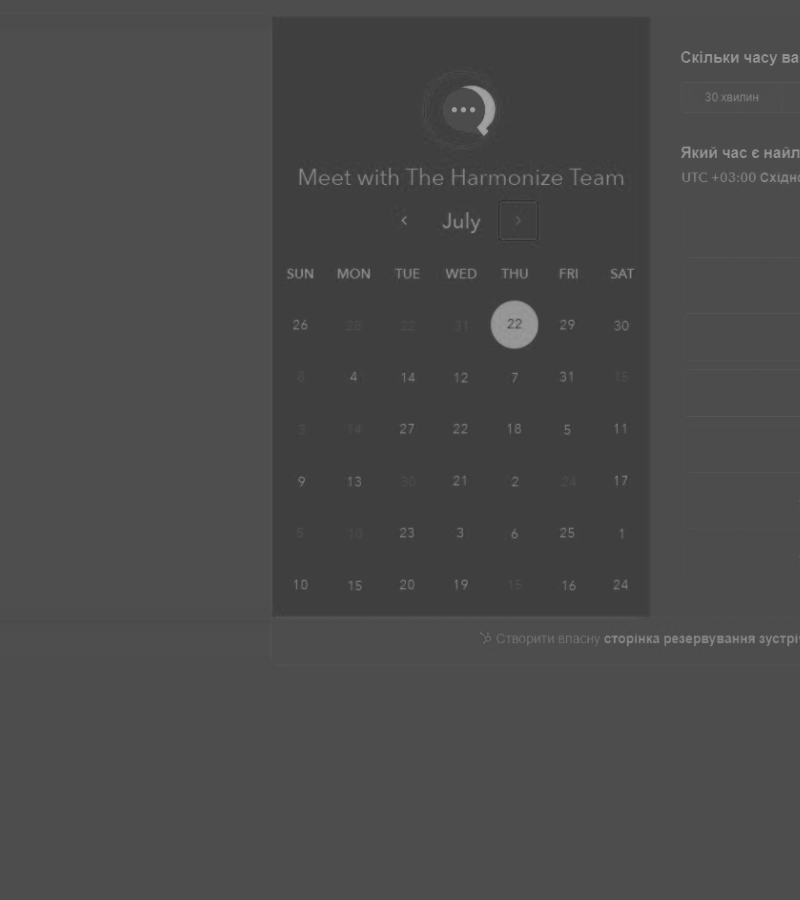 Meet with The Harmonize Team
July
SUN MON TUE WED THU FRI SAT
26 28 22 31 22 29 30
4 14 12 7 31 15
3 14 27 22 18 5 11
9 13 30 21 2 24 17
5 10 23 3 6 25 1
10 15 20 19 15 16 24
Скільки часу ва
30 хвилин
Який час є найл
UTC +03:00 Східно
Створити власну сторінка резервування зустрі